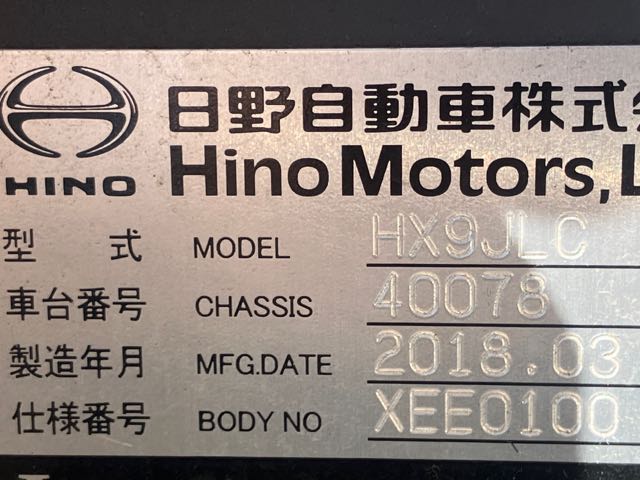 日野自動車株式
HINO
Hino Motors,
型式 MODEL HX9JLC
車台番号 CHASSIS 40078
製造年月 MFG.DATE 2018.03
仕様番号 BODY NO XEE0100